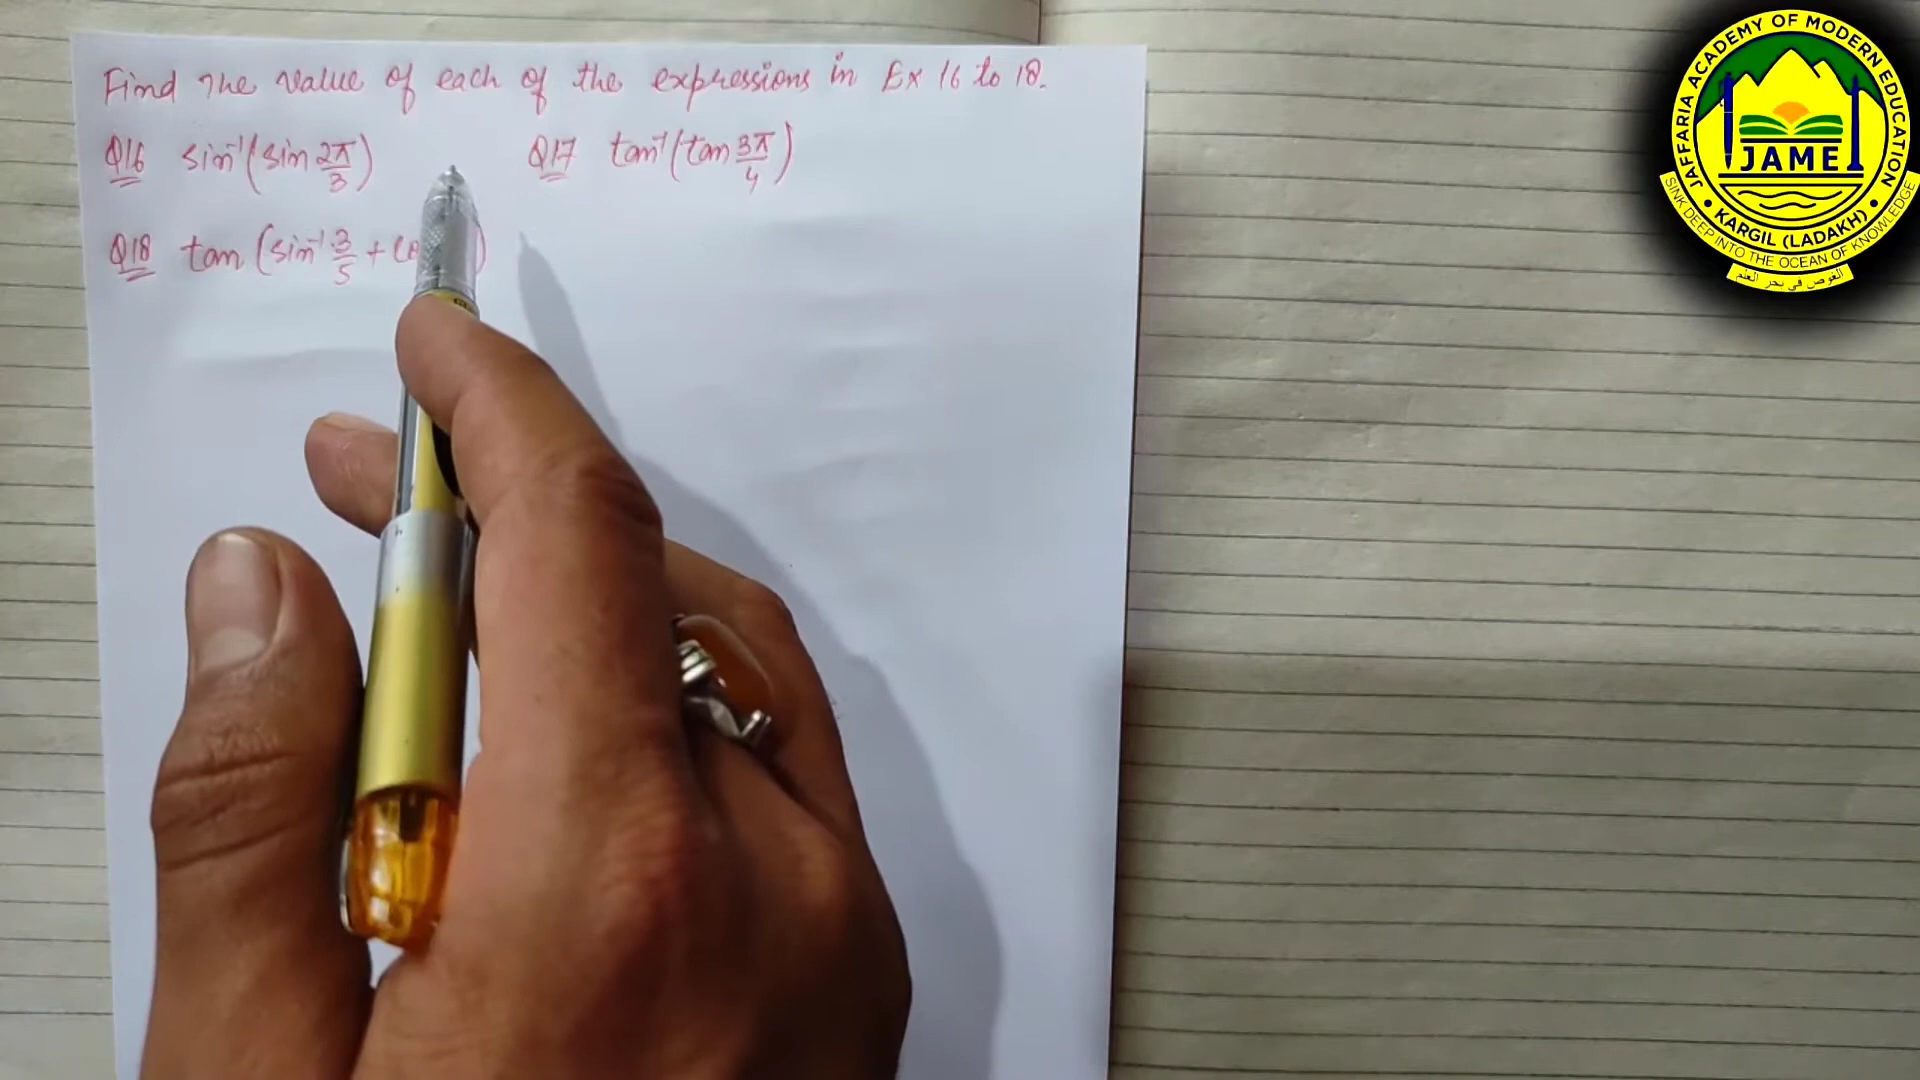 Find The value of each of the expressions in Ex 16 to 18.
Q16 sin⁻¹(sin 2π/3) Q17 tan⁻¹(tan 3π/4)
Q18 tan (sin⁻¹ 3/5 + )
JAFFARIA ACADEMY OF MODERN EDUCATION
JAME
KARGIL (LADAKH)
SINK DEEP INTO THE OCEAN OF KNOWLEDGE
الغوص في بحر العلم